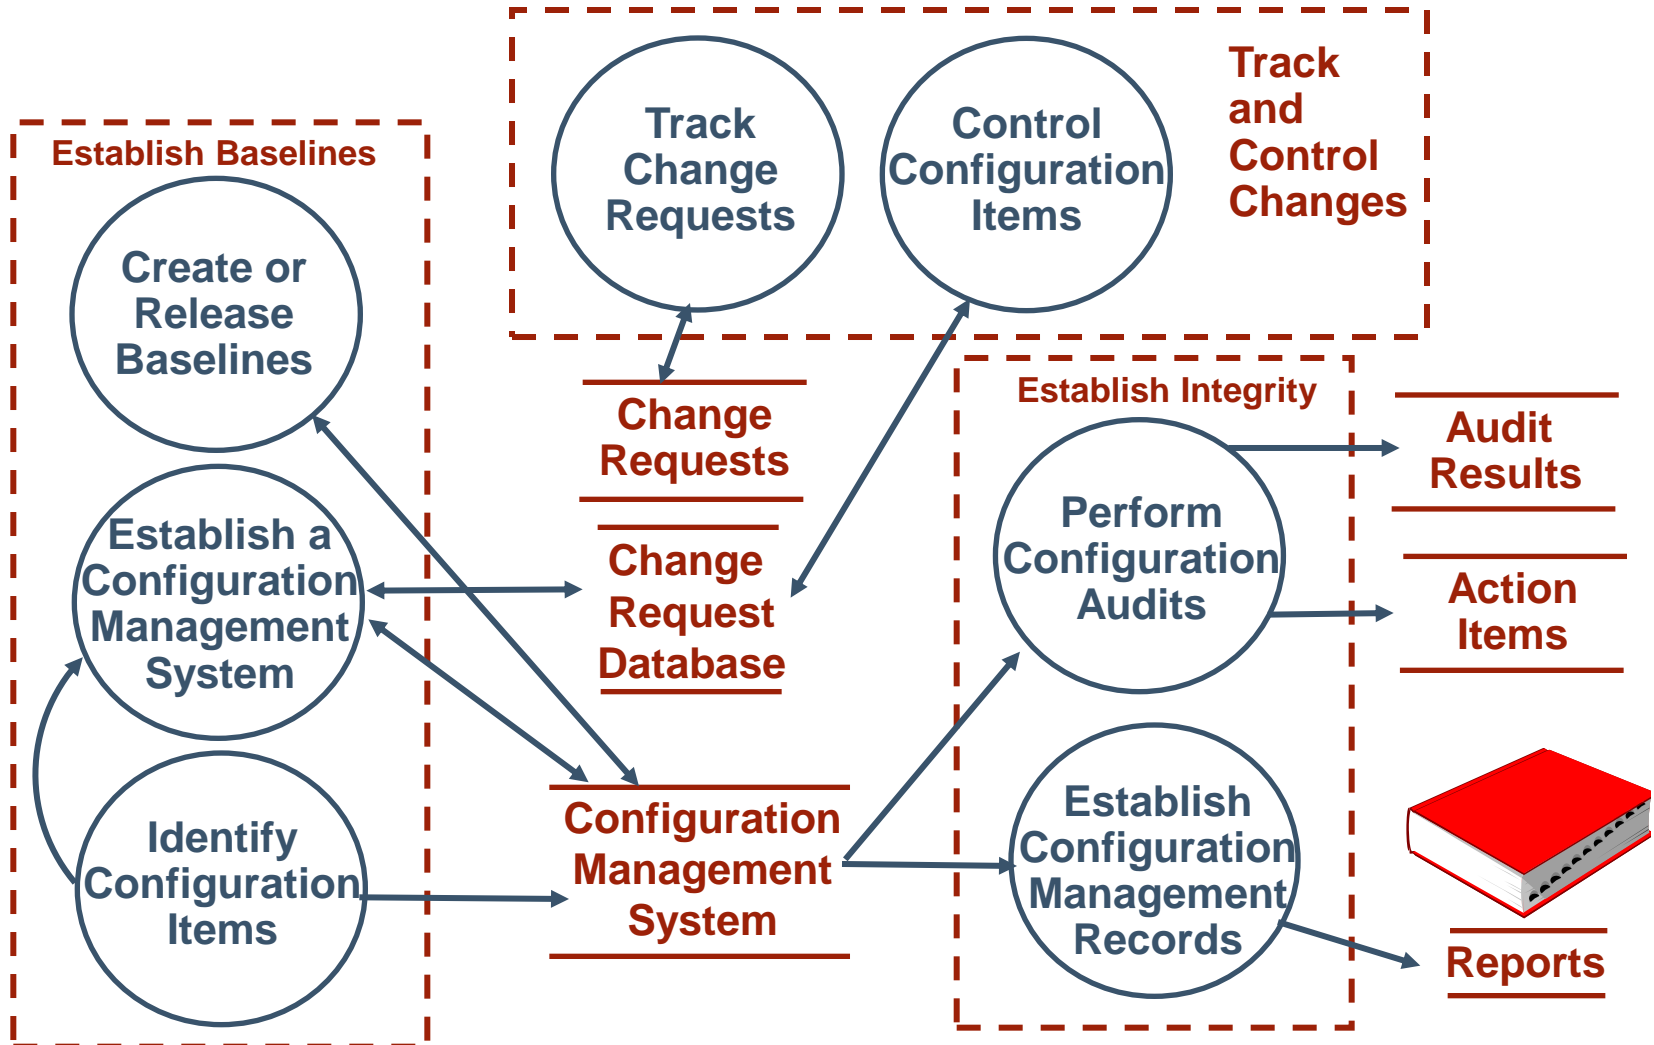 Establish Baselines
Create or
Release
Baselines
Establish a
Configuration
Management
System
Identify
Configuration
Items
Track
Change
Requests
Control
Configuration
Items
Track
and
Control
Changes
Change
Requests
Change
Request
Database
Configuration
Management
System
Establish Integrity
Perform
Configuration
Audits
Establish
Configuration
Management
Records
Audit
Results
Action
Items
Reports